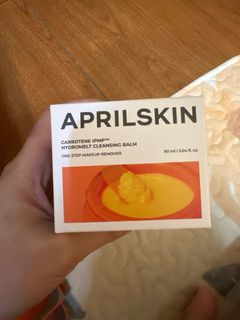 APRILSKIN
CARROTENE IPMP™
HYDROMELT CLEANSING BALM
ONE STEP MAKEUP REMOVER
90 ml / 3.04 fl. oz.